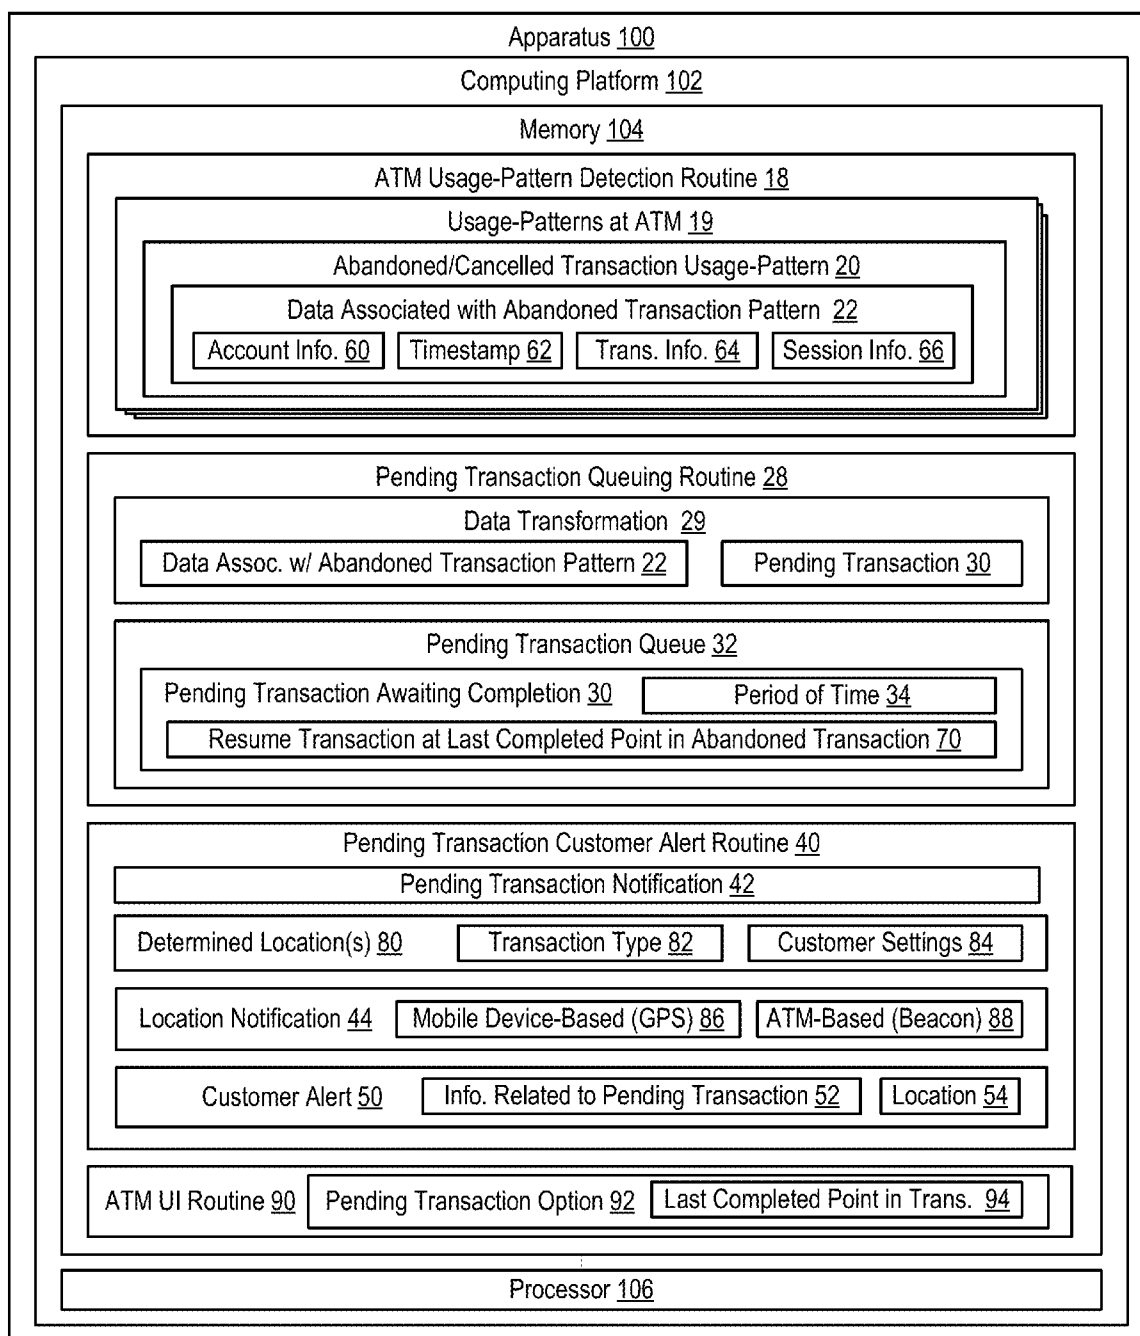 Apparatus 100
Computing Platform 102
Memory 104
ATM Usage-Pattern Detection Routine 18
Usage-Patterns at ATM 19
Abandoned/Cancelled Transaction Usage-Pattern 20
Data Associated with Abandoned Transaction Pattern 22
Account Info. 60 Timestamp 62 Trans. Info. 64 Session Info. 66
Pending Transaction Queuing Routine 28
Data Transformation 29
Data Assoc. w/ Abandoned Transaction Pattern 22 Pending Transaction 30
Pending Transaction Queue 32
Pending Transaction Awaiting Completion 30 Period of Time 34
Resume Transaction at Last Completed Point in Abandoned Transaction 70
Pending Transaction Customer Alert Routine 40
Pending Transaction Notification 42
Determined Location(s) 80 Transaction Type 82 Customer Settings 84
Location Notification 44 Mobile Device-Based (GPS) 86 ATM-Based (Beacon) 88
Customer Alert 50 Info. Related to Pending Transaction 52 Location 54
ATM UI Routine 90 Pending Transaction Option 92 Last Completed Point in Trans. 94
Processor 106